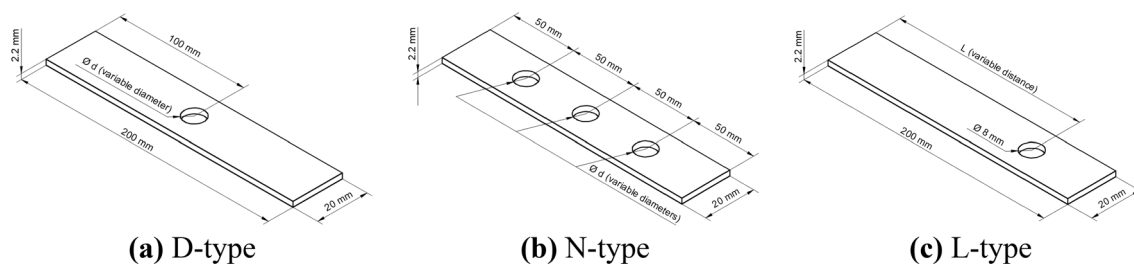 2.2 mm
100 mm
Ø d (variable diameter)
200 mm
20 mm
(a) D-type
2.2 mm
50 mm
50 mm
50 mm
50 mm
Ø d (variable diameters)
20 mm
(b) N-type
2.2 mm
L (variable distance)
Ø 8 mm
200 mm
20 mm
(c) L-type